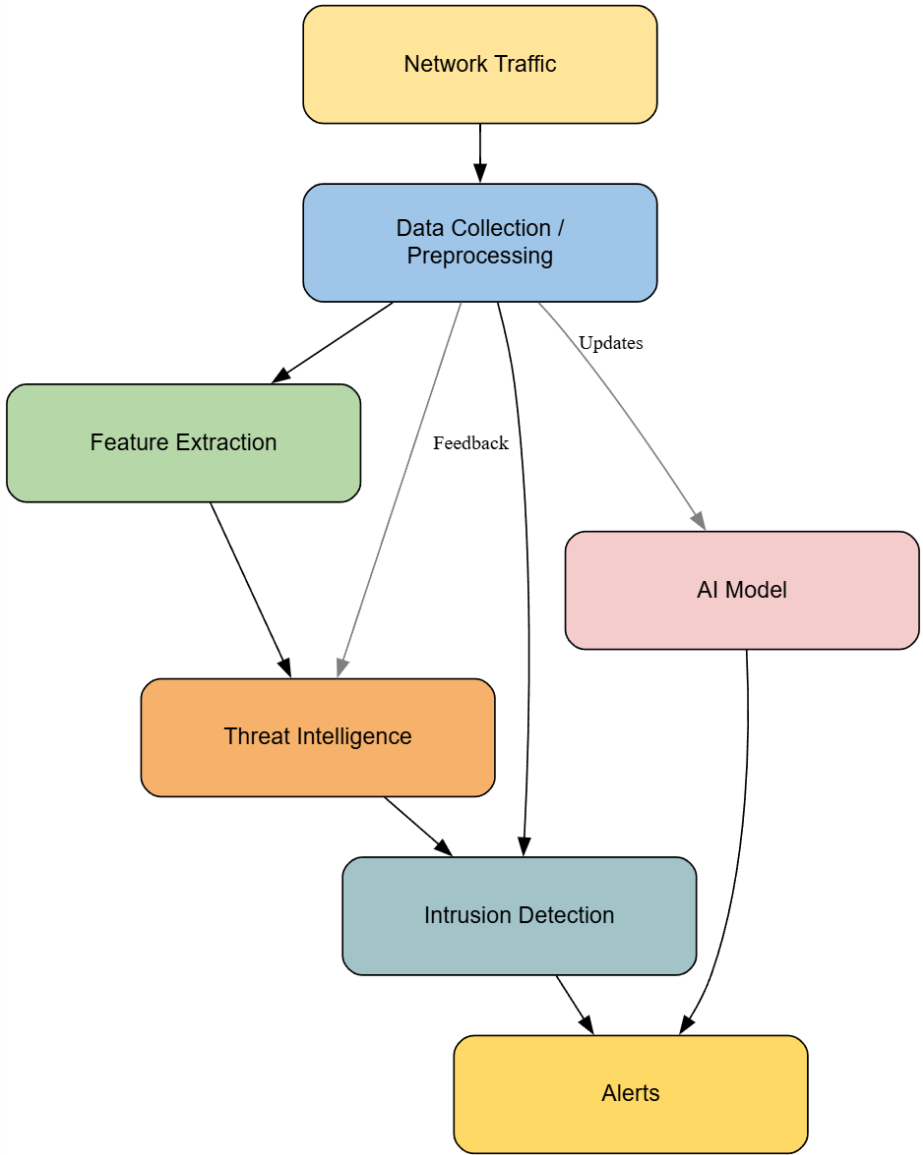 Network Traffic
Data Collection /
Preprocessing
Updates
Feature Extraction
Feedback
AI Model
Threat Intelligence
Intrusion Detection
Alerts